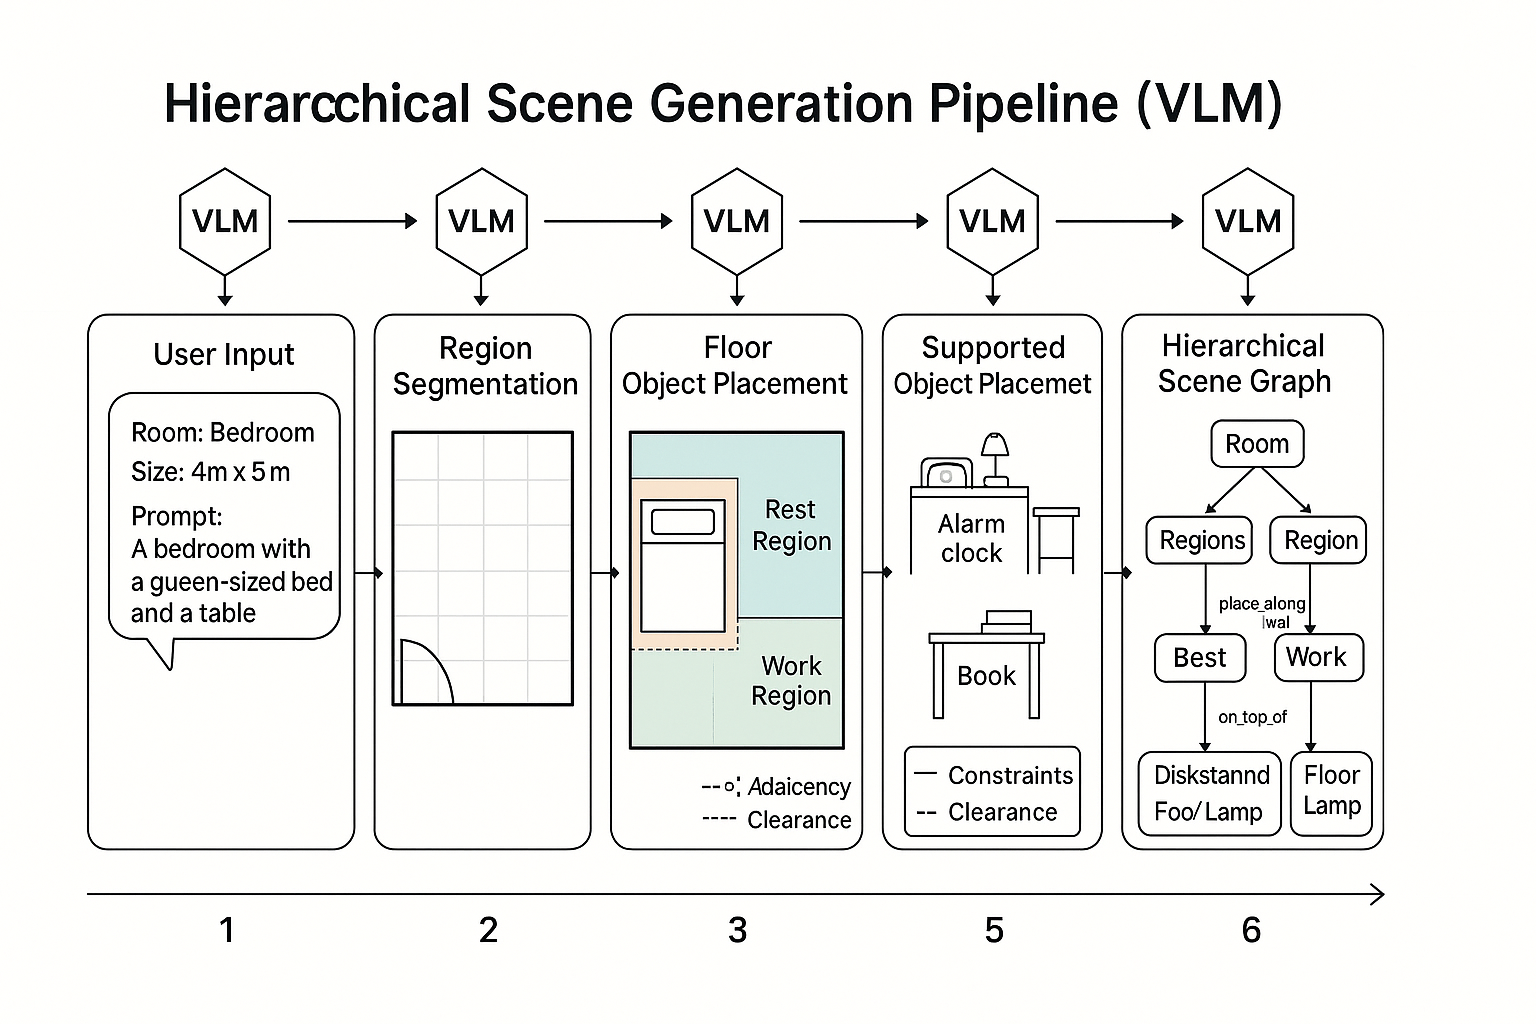 Hierarcchical Scene Generation Pipeline (VLM)
VLM
VLM
VLM
VLM
VLM
User Input
Room: Bedroom
Size: 4m x 5 m
Prompt:
A bedroom with
a gueen-sized bed
and a table
Region
Segmentation
Floor
Object Placement
Rest
Region
Work
Region
Adaicency
Clearance
Supported
Object Placemet
Alarm
clock
Book
Constraints
Clearance
Hierarchical
Scene Graph
Room
Regions
Region
place_along
wal
Best
Work
on_top_of
Diskstannd
Foo/ Lamp
Floor
Lamp
1
2
3
5
6